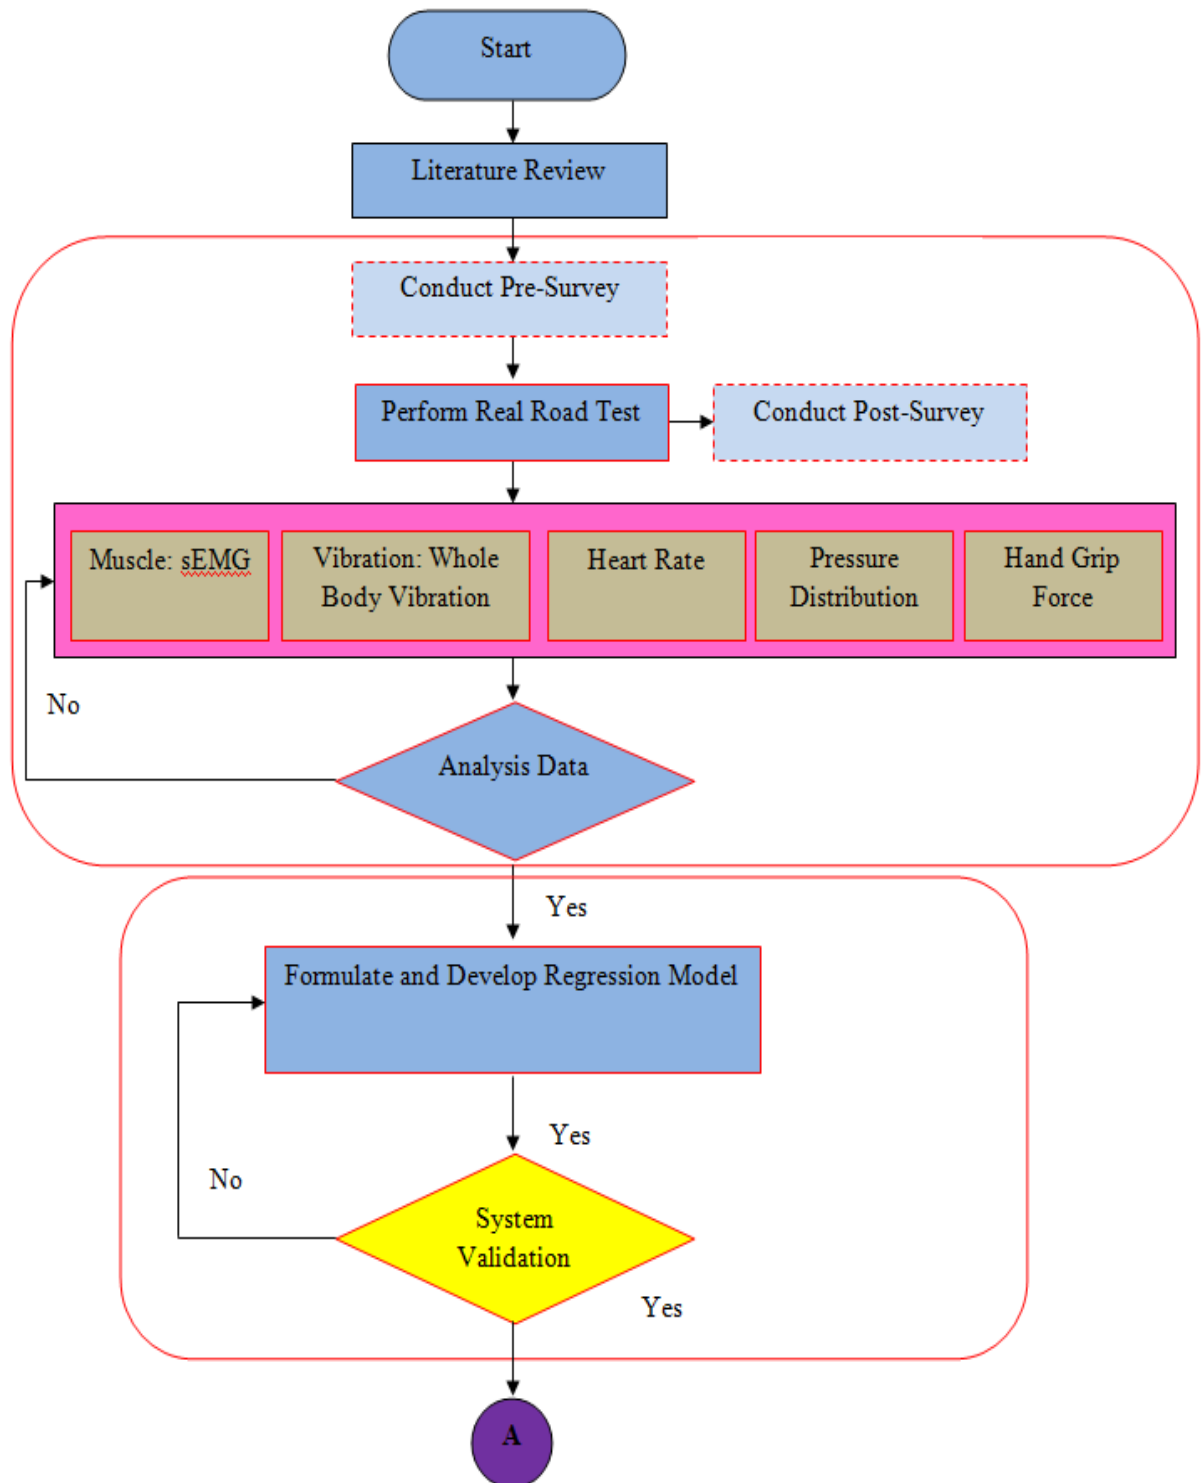 Start
Literature Review
Conduct Pre-Survey
Perform Real Road Test
Conduct Post-Survey
Muscle: sEMG
Vibration: Whole
Body Vibration
Heart Rate
Pressure
Distribution
Hand Grip
Force
No
Analysis Data
Yes
Formulate and Develop Regression Model
Yes
No
System
Validation
Yes
A